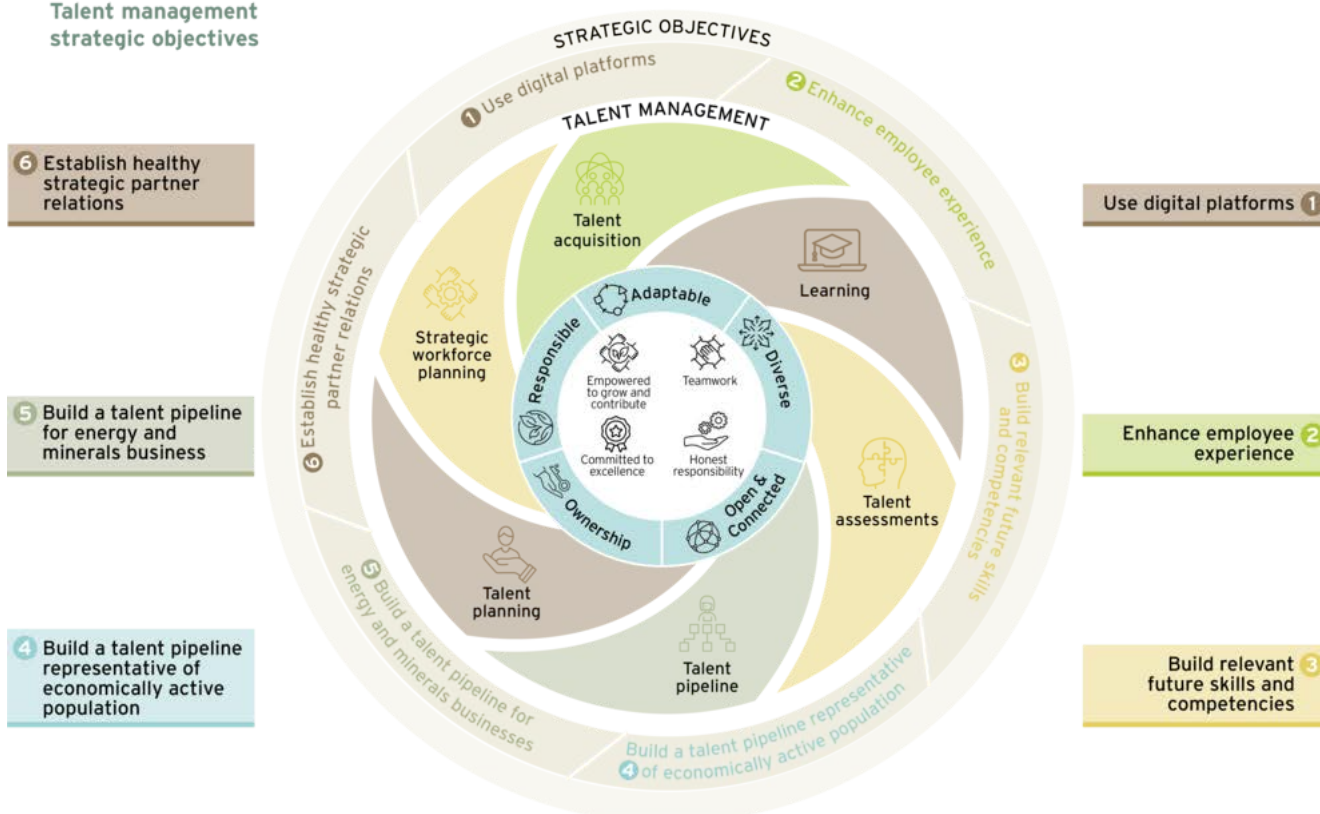 Talent management
strategic objectives
6 Establish healthy
strategic partner
relations
5 Build a talent pipeline
for energy and
minerals business
4 Build a talent pipeline
representative of
economically active
population
STRATEGIC OBJECTIVES
1 Use digital platforms
2 Enhance employee experience
3 Build relevant future skills
and competencies
Build a talent pipeline representative
4 of economically active population
5 Build a talent pipeline for
energy and minerals businesses
6 Establish healthy strategic
partner relations
TALENT MANAGEMENT
Talent
acquisition
Learning
Talent
assessments
Talent
pipeline
Talent
planning
Strategic
workforce
planning
Adaptable
Diverse
Open &
Connected
Ownership
Responsible
Empowered
to grow and
contribute
Teamwork
Committed to
excellence
Honest
responsibility
Use digital platforms 1
Enhance employee 2
experience
Build relevant 3
future skills and
competencies